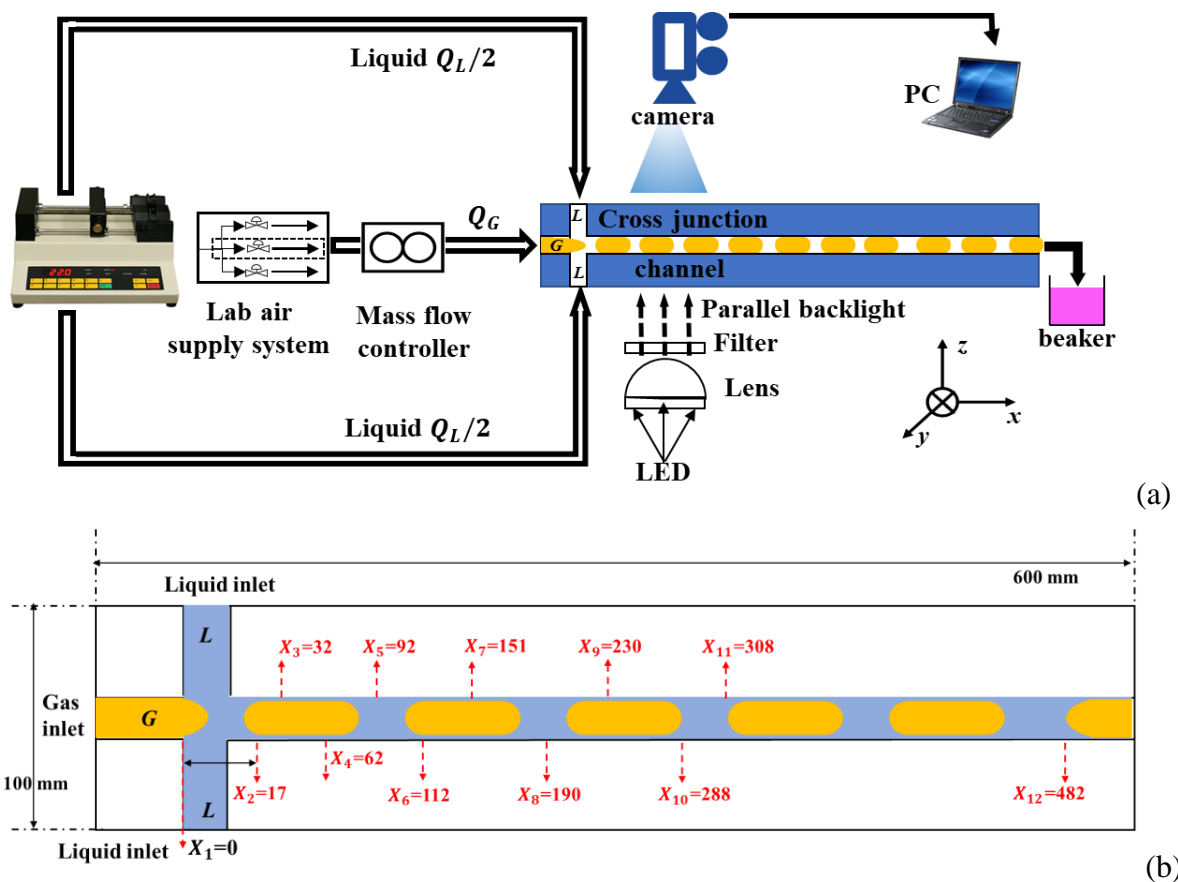 Liquid Q_L/2
camera
PC
22.0
Q_G
L
G
Cross junction
channel
L
Lab air
supply system
Mass flow
controller
Parallel backlight
Filter
Lens
LED
beaker
z
x
y
Liquid Q_L/2
(a)
600 mm
Liquid inlet
L
X_3=32
X_5=92
X_7=151
X_9=230
X_11=308
Gas
inlet
G
100 mm
X_4=62
X_2=17
X_6=112
X_8=190
X_10=288
X_12=482
L
Liquid inlet
X_1=0
(b)